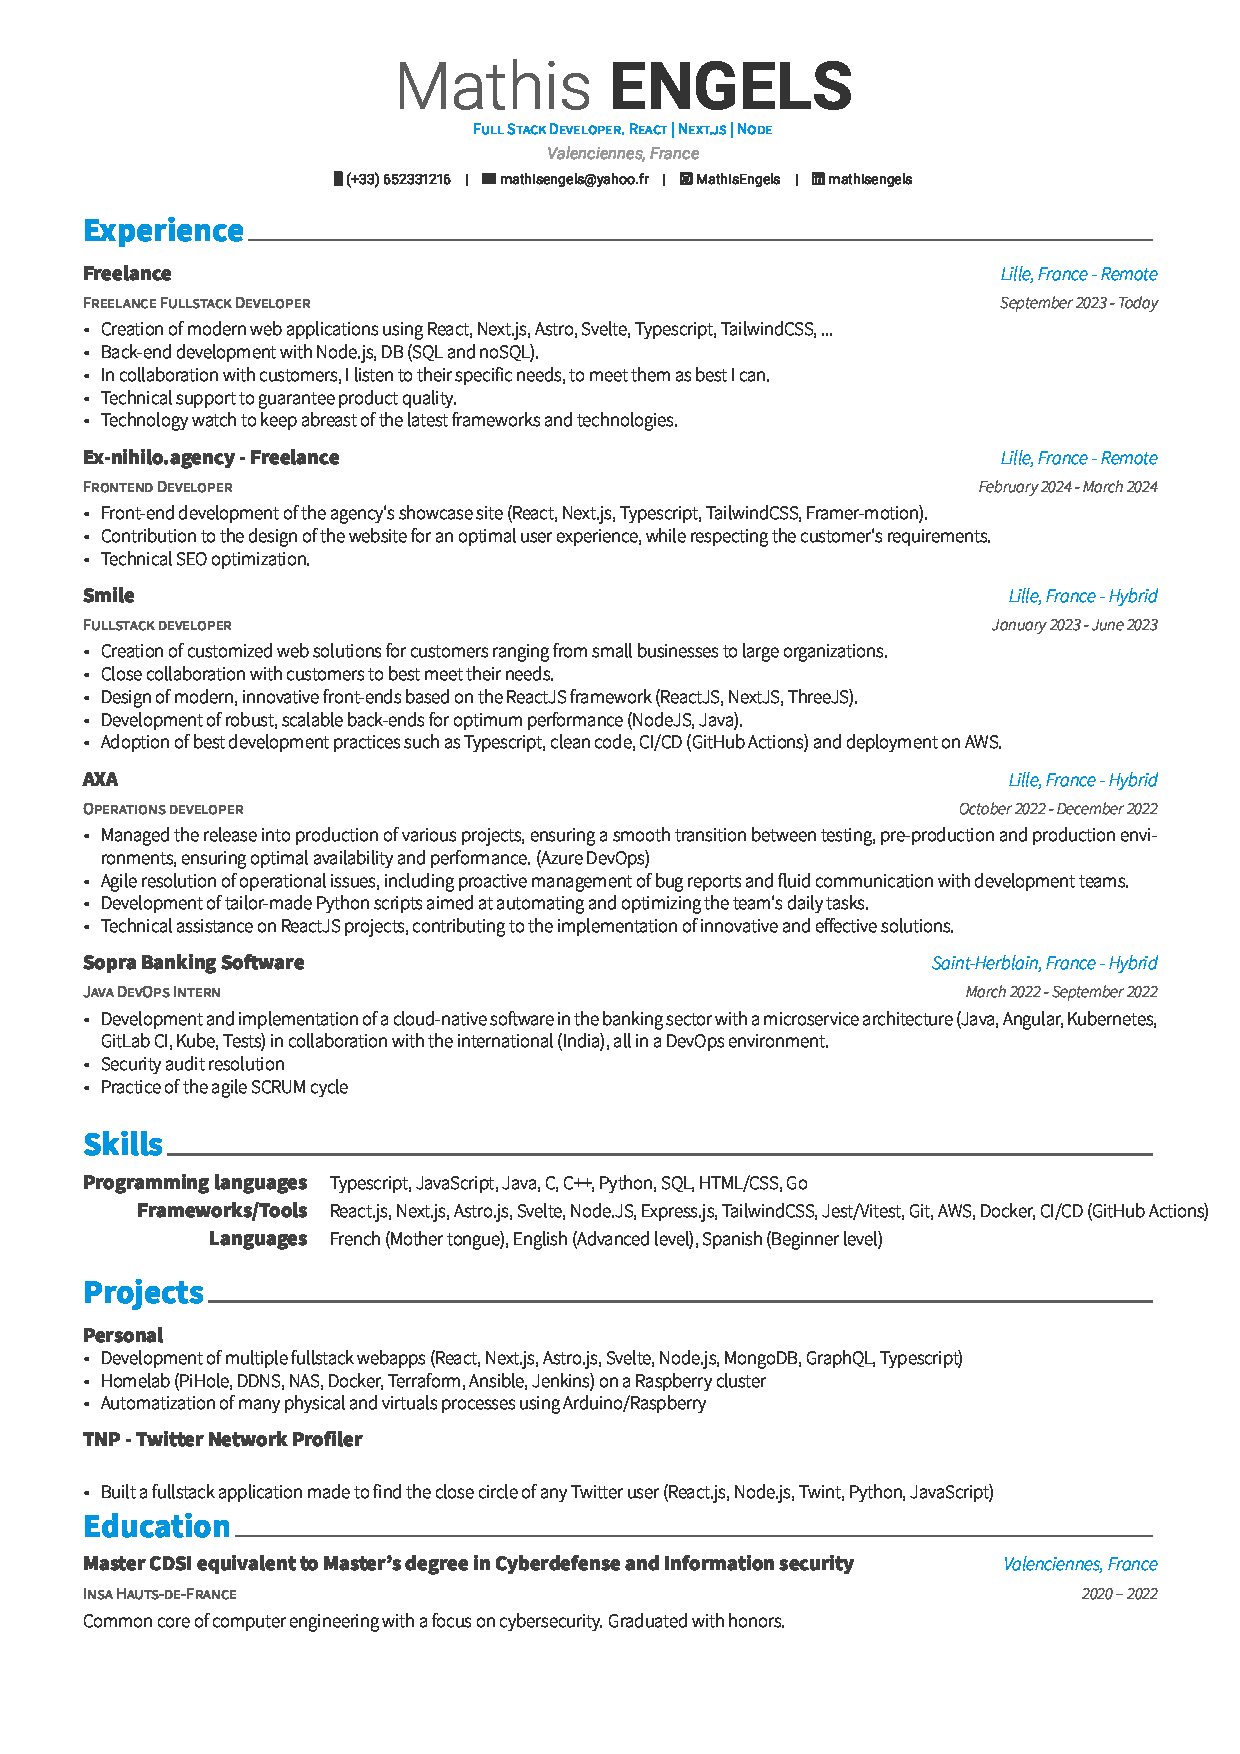 Mathis ENGELS
Full Stack Developer. React | Next.js | Node
Valenciennes, France
(+33) 652331216 | mathisengels@yahoo.fr | MathisEngels | mathisengels
Experience
Freelance Lille, France - Remote
Freelance Fullstack Developer September 2023 - Today
• Creation of modern web applications using React, Next.js, Astro, Svelte, Typescript, TailwindCSS, ...
• Back-end development with Node.js, DB (SQL and noSQL).
• In collaboration with customers, I listen to their specific needs, to meet them as best I can.
• Technical support to guarantee product quality.
• Technology watch to keep abreast of the latest frameworks and technologies.
Ex-nihilo.agency - Freelance Lille, France - Remote
Frontend Developer February 2024 - March 2024
• Front-end development of the agency's showcase site (React, Next.js, Typescript, TailwindCSS, Framer-motion).
• Contribution to the design of the website for an optimal user experience, while respecting the customer's requirements.
• Technical SEO optimization.
Smile Lille, France - Hybrid
Fullstack developer January 2023 - June 2023
• Creation of customized web solutions for customers ranging from small businesses to large organizations.
• Close collaboration with customers to best meet their needs.
• Design of modern, innovative front-ends based on the ReactJS framework (ReactJS, NextJS, ThreeJS).
• Development of robust, scalable back-ends for optimum performance (NodeJS, Java).
• Adoption of best development practices such as Typescript, clean code, CI/CD (GitHub Actions) and deployment on AWS.
AXA Lille, France - Hybrid
Operations developer October 2022 - December 2022
• Managed the release into production of various projects, ensuring a smooth transition between testing, pre-production and production envi-
ronments, ensuring optimal availability and performance. (Azure DevOps)
• Agile resolution of operational issues, including proactive management of bug reports and fluid communication with development teams.
• Development of tailor-made Python scripts aimed at automating and optimizing the team's daily tasks.
• Technical assistance on ReactJS projects, contributing to the implementation of innovative and effective solutions.
Sopra Banking Software Saint-Herblain, France - Hybrid
Java DevOps Intern March 2022 - September 2022
• Development and implementation of a cloud-native software in the banking sector with a microservice architecture (Java, Angular, Kubernetes,
GitLab CI, Kube, Tests) in collaboration with the international (India), all in a DevOps environment.
• Security audit resolution
• Practice of the agile SCRUM cycle
Skills
Programming languages Typescript, JavaScript, Java, C, C++, Python, SQL, HTML/CSS, Go
Frameworks/Tools React.js, Next.js, Astro.js, Svelte, Node.JS, Express.js, TailwindCSS, Jest/Vitest, Git, AWS, Docker, CI/CD (GitHub Actions)
Languages French (Mother tongue), English (Advanced level), Spanish (Beginner level)
Projects
Personal
• Development of multiple fullstack webapps (React, Next.js, Astro.js, Svelte, Node.js, MongoDB, GraphQL, Typescript)
• Homelab (PiHole, DDNS, NAS, Docker, Terraform, Ansible, Jenkins) on a Raspberry cluster
• Automatization of many physical and virtuals processes using Arduino/Raspberry
TNP - Twitter Network Profiler
• Built a fullstack application made to find the close circle of any Twitter user (React.js, Node.js, Twint, Python, JavaScript)
Education
Master CDSI equivalent to Master's degree in Cyberdefense and Information security Valenciennes, France
Insa Hauts-de-France 2020 – 2022
Common core of computer engineering with a focus on cybersecurity. Graduated with honors.